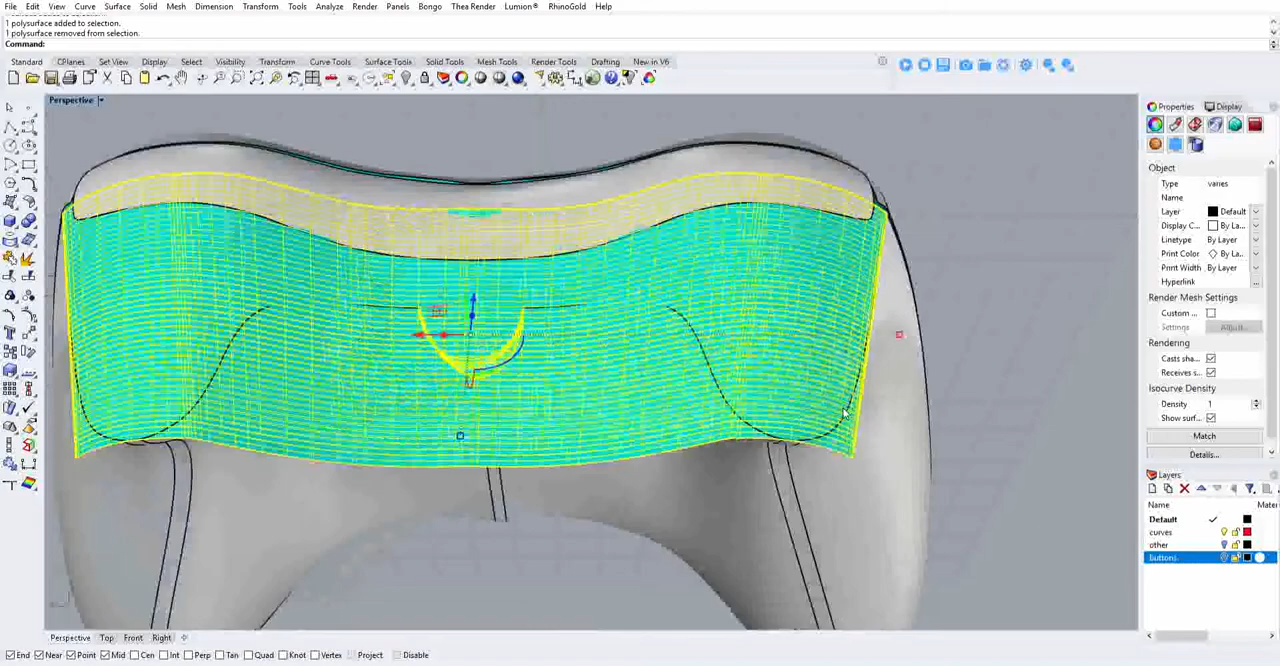 File Edit View Curve Surface Solid Mesh Dimension Transform Tools Analyze Render Panels Bongo Thea Render Lumion® RhinoGold Help
1 polysurface added to selection.
1 polysurface removed from selection.
Command:
Standard CPlanes Set View Display Select Viewport Layout Visibility Transform Curve Tools Surface Tools Solid Tools Mesh Tools Render Tools Drafting New in V6
Perspective
Properties Display
Object
Type varies
Name
Layer Default
Display C... By La...
Linetype By Layer
Print Color By La...
Print Width By Layer
Hyperlink ...
Render Mesh Settings
Custom ...
Settings Adjust...
Rendering
Casts sha...
Receives s...
Isocurve Density
Density 1
Show surf...
Match
Details...
Layers
Name Mater
Default
curves
other
Buttons
Perspective Top Front Right
End Near Point Mid Cen Int Perp Tan Quad Knot Vertex Project Disable